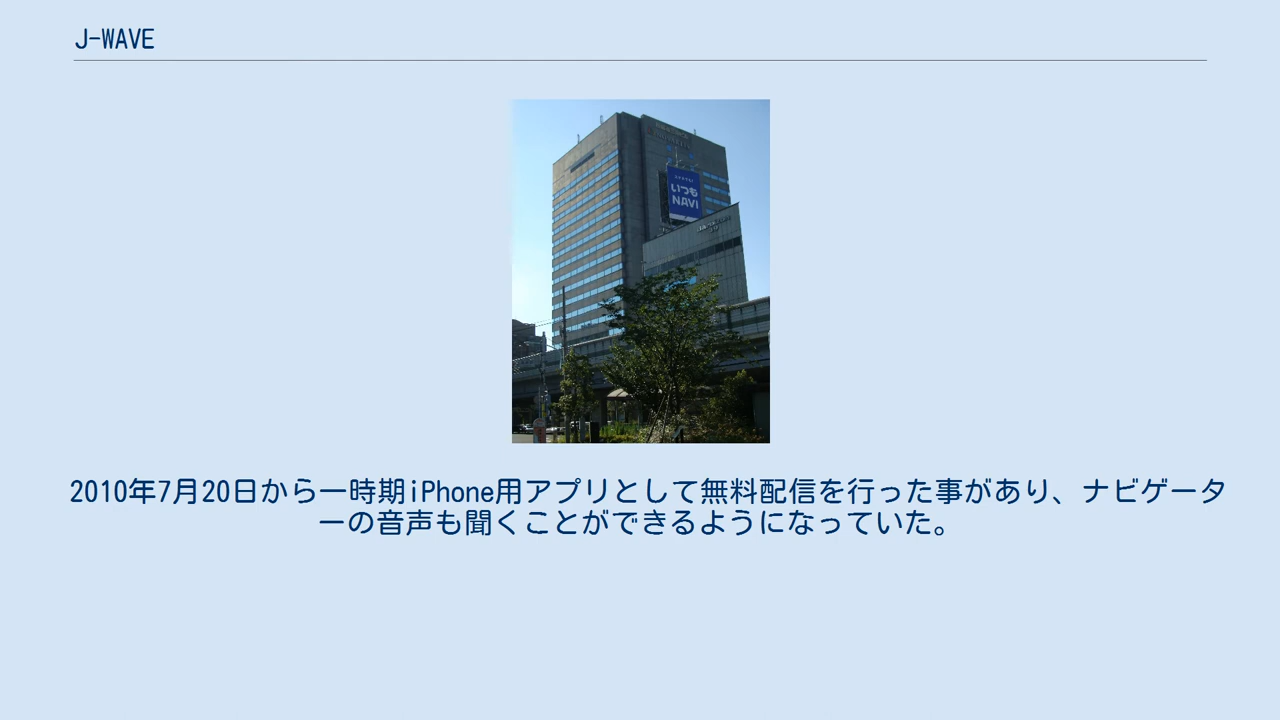 J-WAVE
いつも
NAVI
2010年7月20日から一時期iPhone用アプリとして無料配信を行った事があり、ナビゲータ
ーの音声も聞くことができるようになっていた。